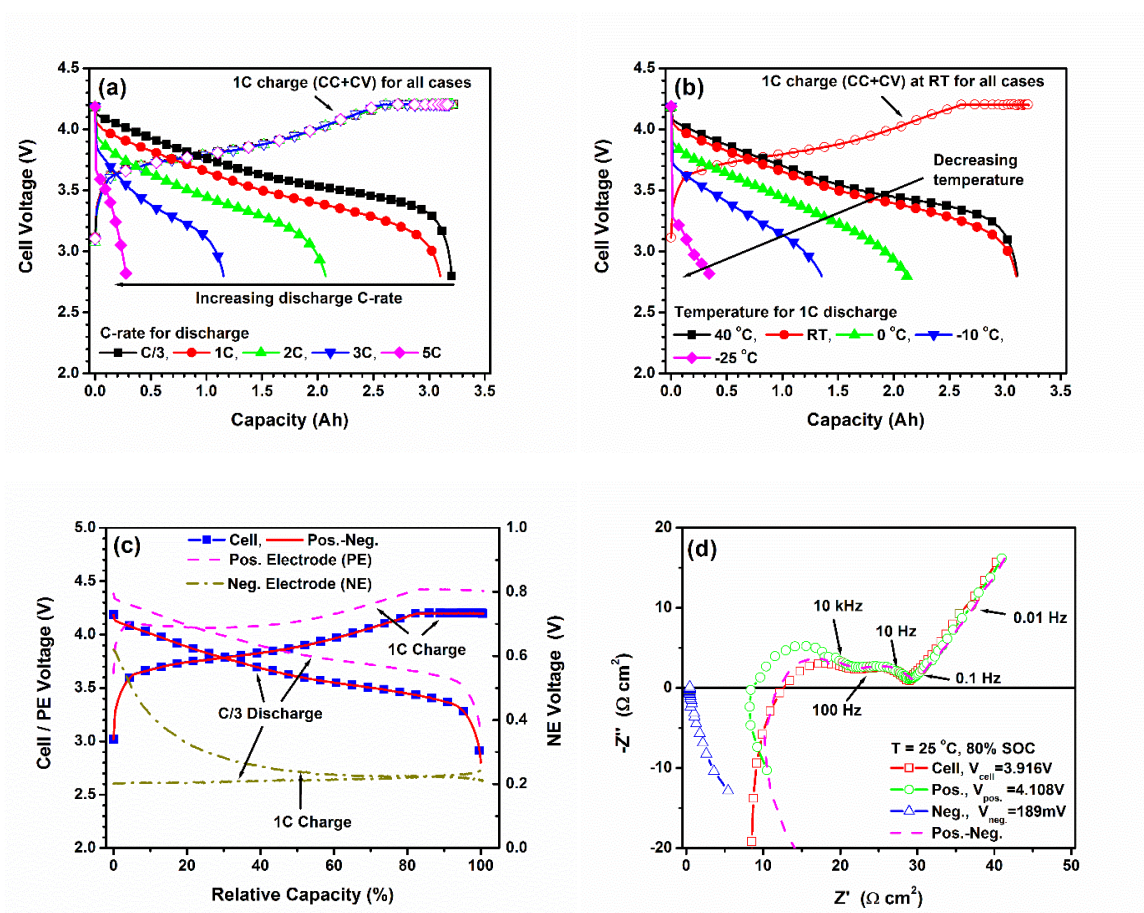 (a)
1C charge (CC+CV) for all cases
Increasing discharge C-rate
C-rate for discharge
C/3, 1C, 2C, 3C, 5C
4.5
4.0
3.5
3.0
2.5
2.0
Cell Voltage (V)
0.0 0.5 1.0 1.5 2.0 2.5 3.0 3.5
Capacity (Ah)
(b)
1C charge (CC+CV) at RT for all cases
Decreasing
temperature
Temperature for 1C discharge
40 °C, RT, 0 °C, -10 °C,
-25 °C
4.5
4.0
3.5
3.0
2.5
2.0
Cell Voltage (V)
0.0 0.5 1.0 1.5 2.0 2.5 3.0 3.5
Capacity (Ah)
(c)
Cell, Pos.-Neg.
Pos. Electrode (PE)
Neg. Electrode (NE)
1C Charge
C/3 Discharge
1C Charge
5.0
4.5
4.0
3.5
3.0
2.5
2.0
Cell / PE Voltage (V)
1.0
0.8
0.6
0.4
0.2
0.0
NE Voltage (V)
0 20 40 60 80 100
Relative Capacity (%)
(d)
10 kHz
10 Hz
0.01 Hz
0.1 Hz
100 Hz
T = 25 °C, 80% SOC
Cell, Vcell=3.916V
Pos., Vpos.=4.108V
Neg., Vneg.=189mV
Pos.-Neg.
20
10
0
-10
-20
-Z'' (Ω cm²)
0 10 20 30 40 50
Z' (Ω cm²)